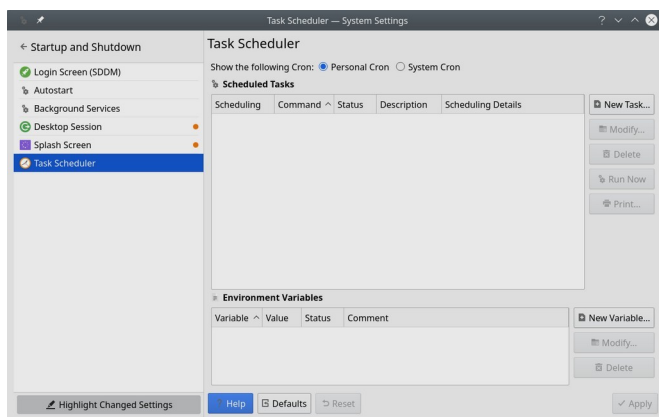 Task Scheduler — System Settings
Startup and Shutdown
Login Screen (SDDM)
Autostart
Background Services
Desktop Session
Splash Screen
Task Scheduler
Highlight Changed Settings
Task Scheduler
Show the following Cron: Personal Cron System Cron
Scheduled Tasks
Scheduling Command Status Description Scheduling Details
New Task...
Modify...
Delete
Run Now
Print...
Environment Variables
Variable Value Status Comment
New Variable...
Modify...
Delete
Help Defaults Reset Apply